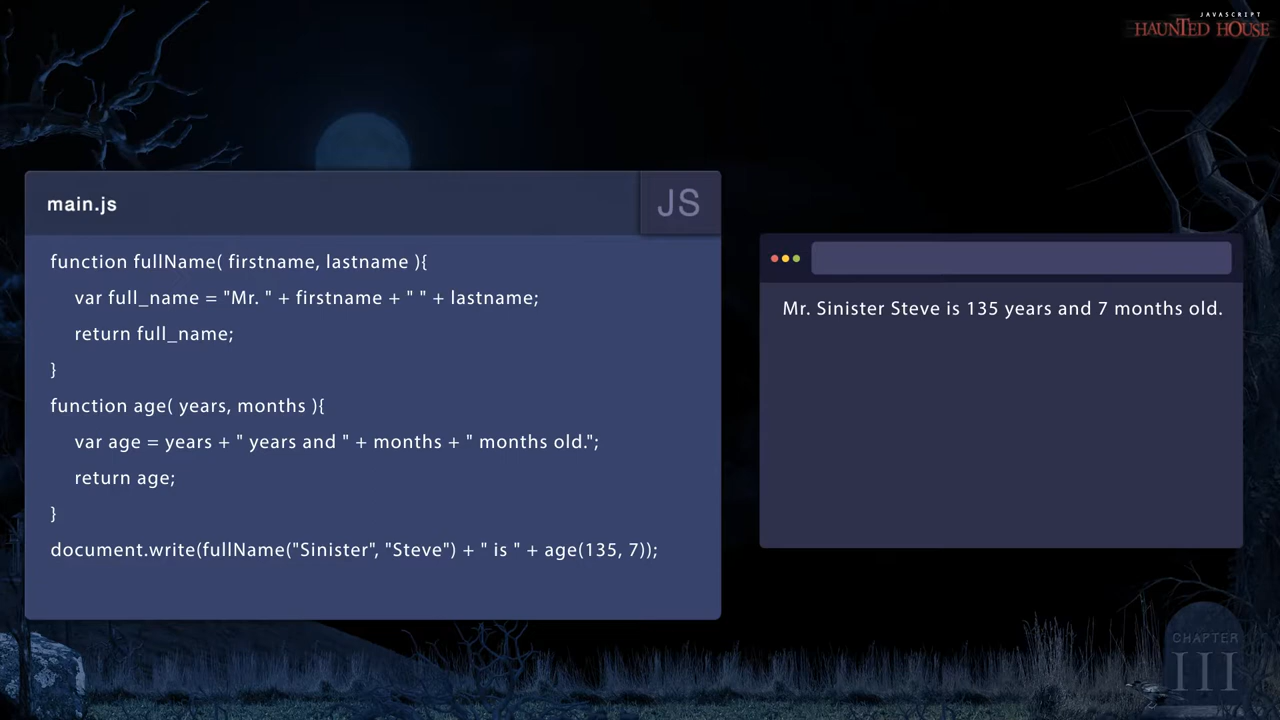 JAVASCRIPT
HAUNTED HOUSE
main.js
JS
function fullName( firstname, lastname ){
var full_name = "Mr. " + firstname + " " + lastname;
return full_name;
}
function age( years, months ){
var age = years + " years and " + months + " months old.";
return age;
}
document.write(fullName("Sinister", "Steve") + " is " + age(135, 7));
Mr. Sinister Steve is 135 years and 7 months old.
CHAPTER
III